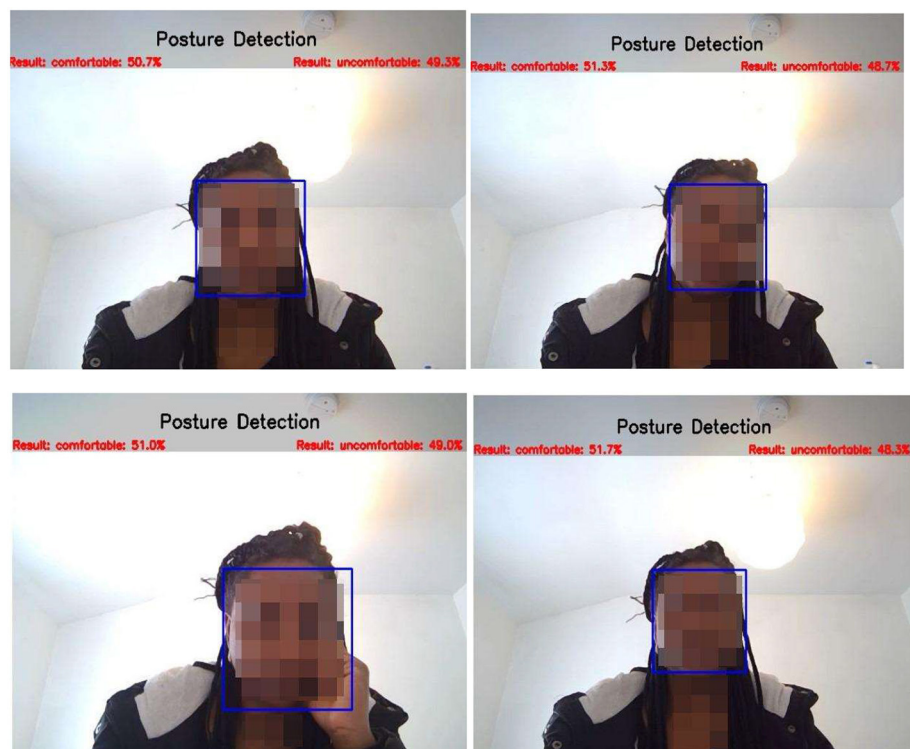 Posture Detection
Result: comfortable: 50.7% Result: uncomfortable: 49.3%
Posture Detection
Result: comfortable: 51.3% Result: uncomfortable: 48.7%
Posture Detection
Result: comfortable: 51.0% Result: uncomfortable: 49.0%
Posture Detection
Result: comfortable: 51.7% Result: uncomfortable: 48.3%